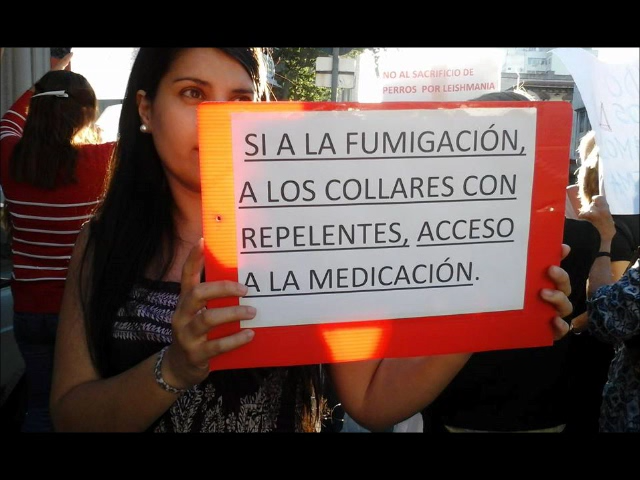 NO AL SACRIFICIO DE
PERROS POR LEISHMANIA
SI A LA FUMIGACIÓN,
A LOS COLLARES CON
REPELENTES, ACCESO
A LA MEDICACIÓN.